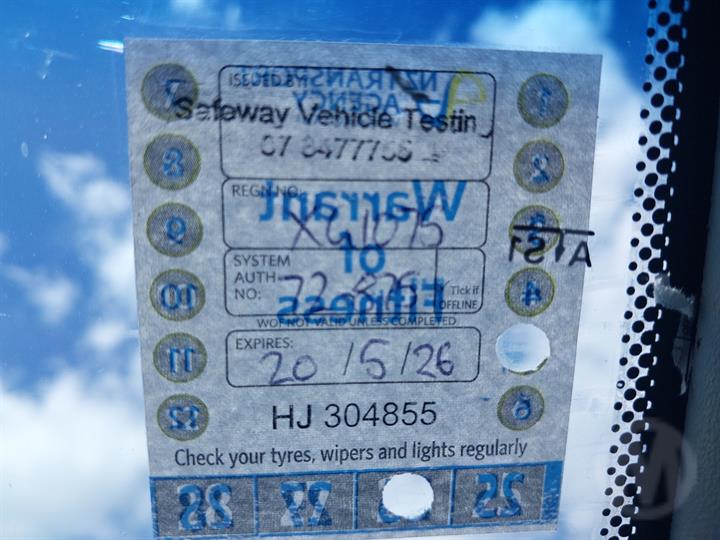 ISSUED BY
NZ TRANSPORT
AGENCY
Safeway Vehicle Testin
07 8477755
Warrant
of
Fitness
REGN NO:
SYSTEM
AUTH
NO:
Tick if
OFFLINE
WOF NOT VALID UNLESS COMPLETED
EXPIRES: 20/5/26
HJ 304855
Check your tyres, wipers and lights regularly
7 1
8 2
9 3
10 4
11
12 6
28 27 25